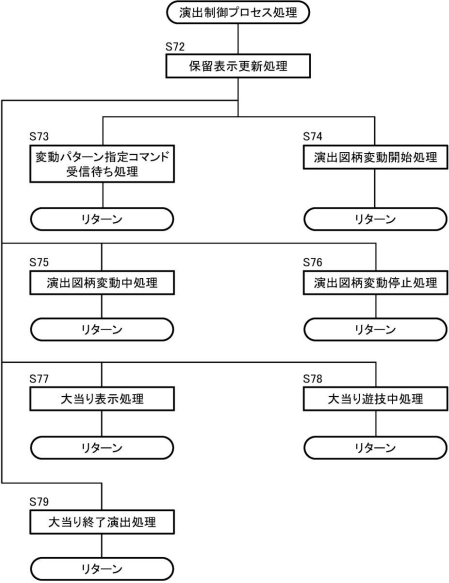 演出制御プロセス処理
S72
保留表示更新処理
S73
変動パターン指定コマンド
受信待ち処理
リターン
S74
演出図柄変動開始処理
リターン
S75
演出図柄変動中処理
リターン
S76
演出図柄変動停止処理
リターン
S77
大当り表示処理
リターン
S78
大当り遊技中処理
リターン
S79
大当り終了演出処理
リターン